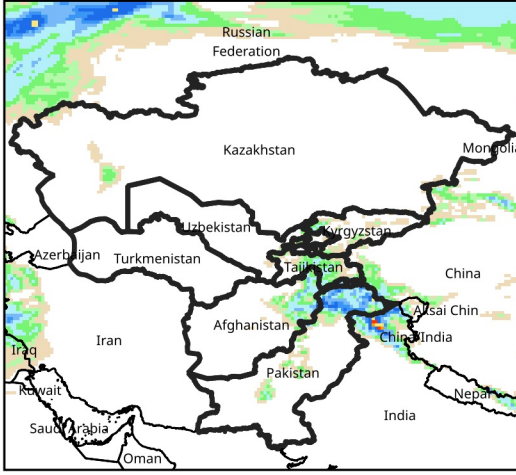 Russian
Federation
Kazakhstan
Mongolia
Uzbekistan
Kyrgyzstan
Azerbaijan
Turkmenistan
Tajikistan
China
Aksai Chin
Afghanistan
China/India
Iran
Iraq
Pakistan
Kuwait
Nepal
India
Saudi Arabia
Oman